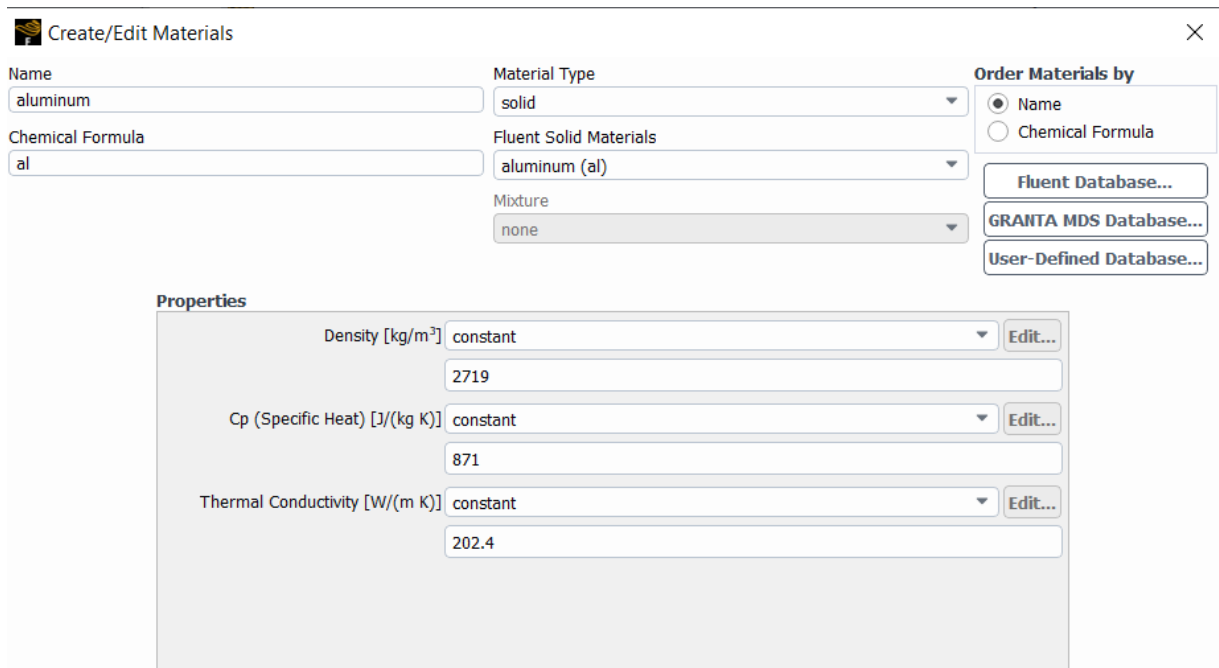 Create/Edit Materials
Name
aluminum
Chemical Formula
al
Material Type
solid
Fluent Solid Materials
aluminum (al)
Mixture
none
Order Materials by
Name
Chemical Formula
Fluent Database...
GRANTA MDS Database...
User-Defined Database...
Properties
Density [kg/m³] constant Edit...
2719
Cp (Specific Heat) [J/(kg K)] constant Edit...
871
Thermal Conductivity [W/(m K)] constant Edit...
202.4